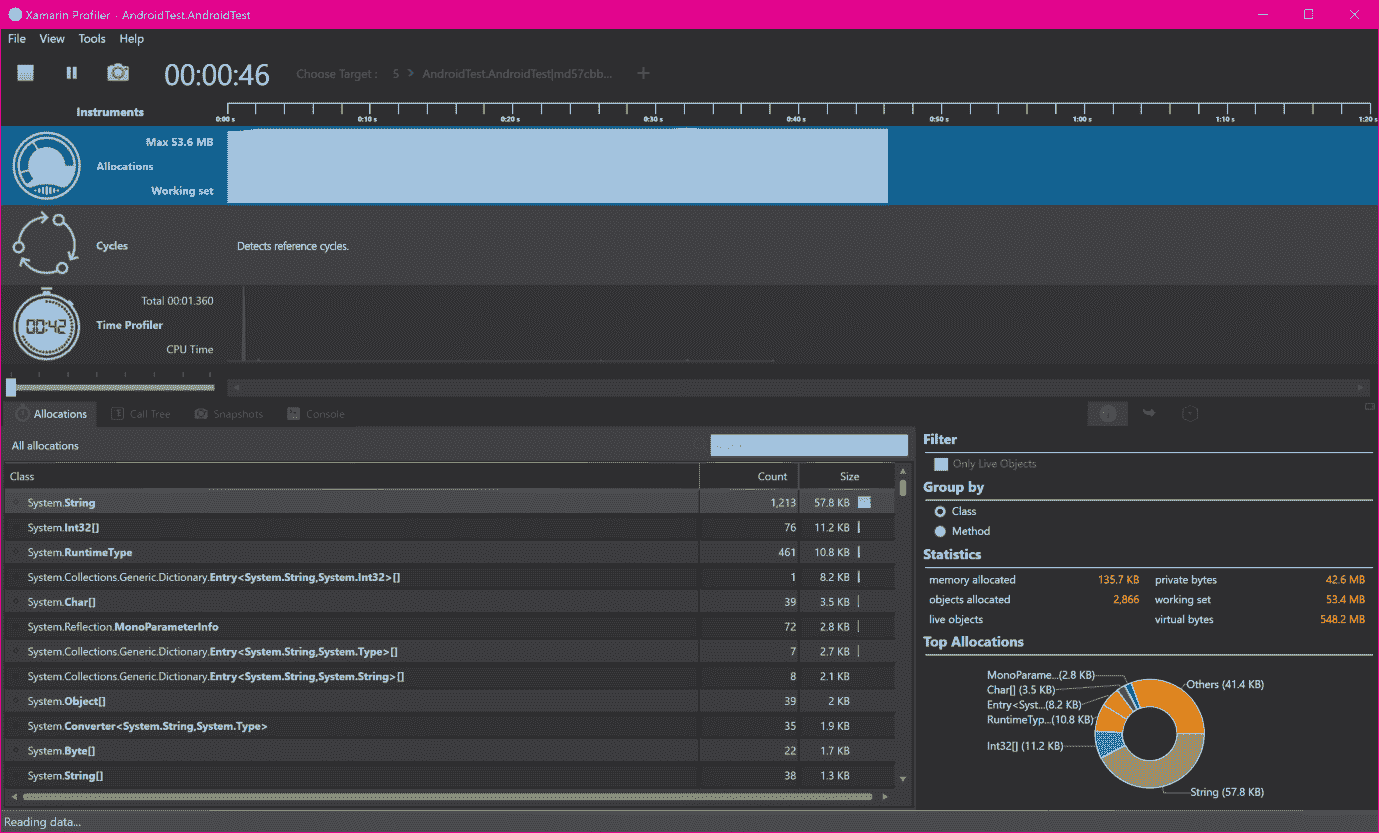 Xamarin Profiler - AndroidTest.AndroidTest
File View Tools Help
00:00:46 Choose Target : 5 > AndroidTest.AndroidTest|md57cbb... +
Instruments 0:00 s 0:10 s 0:20 s 0:30 s 0:40 s 0:50 s 1:00 s 1:10 s 1:20 s
Max 53.6 MB
Allocations
Working set
Cycles Detects reference cycles.
Total 00:01.360
00:42 Time Profiler
CPU Time
Allocations Call Tree Snapshots Console
All allocations
Class Count Size
System.String 1,213 57.8 KB
System.Int32[] 76 11.2 KB
System.RuntimeType 461 10.8 KB
System.Collections.Generic.Dictionary.Entry<System.String,System.Int32>[] 1 8.2 KB
System.Char[] 39 3.5 KB
System.Reflection.MonoParameterInfo 72 2.8 KB
System.Collections.Generic.Dictionary.Entry<System.String,System.Type>[] 7 2.7 KB
System.Collections.Generic.Dictionary.Entry<System.String,System.String>[] 8 2.1 KB
System.Object[] 39 2 KB
System.Converter<System.String,System.Type> 35 1.9 KB
System.Byte[] 22 1.7 KB
System.String[] 38 1.3 KB
Filter
Only Live Objects
Group by
Class
Method
Statistics
memory allocated 135.7 KB private bytes 42.6 MB
objects allocated 2,866 working set 53.4 MB
live objects virtual bytes 548.2 MB
Top Allocations
MonoParame...(2.8 KB)
Others (41.4 KB)
Char[] (3.5 KB)
Entry<Syst...(8.2 KB)
RuntimeTyp...(10.8 KB)
Int32[] (11.2 KB)
String (57.8 KB)
Reading data...